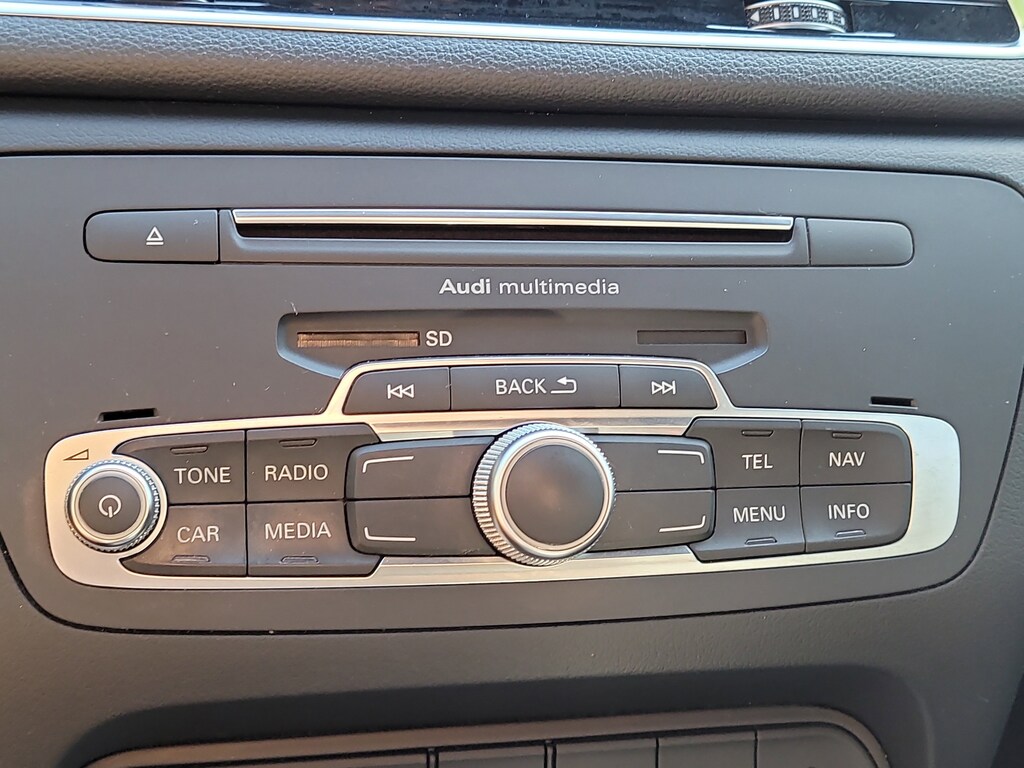 Audi multimedia
SD
BACK
TONE RADIO TEL NAV
CAR MEDIA MENU INFO